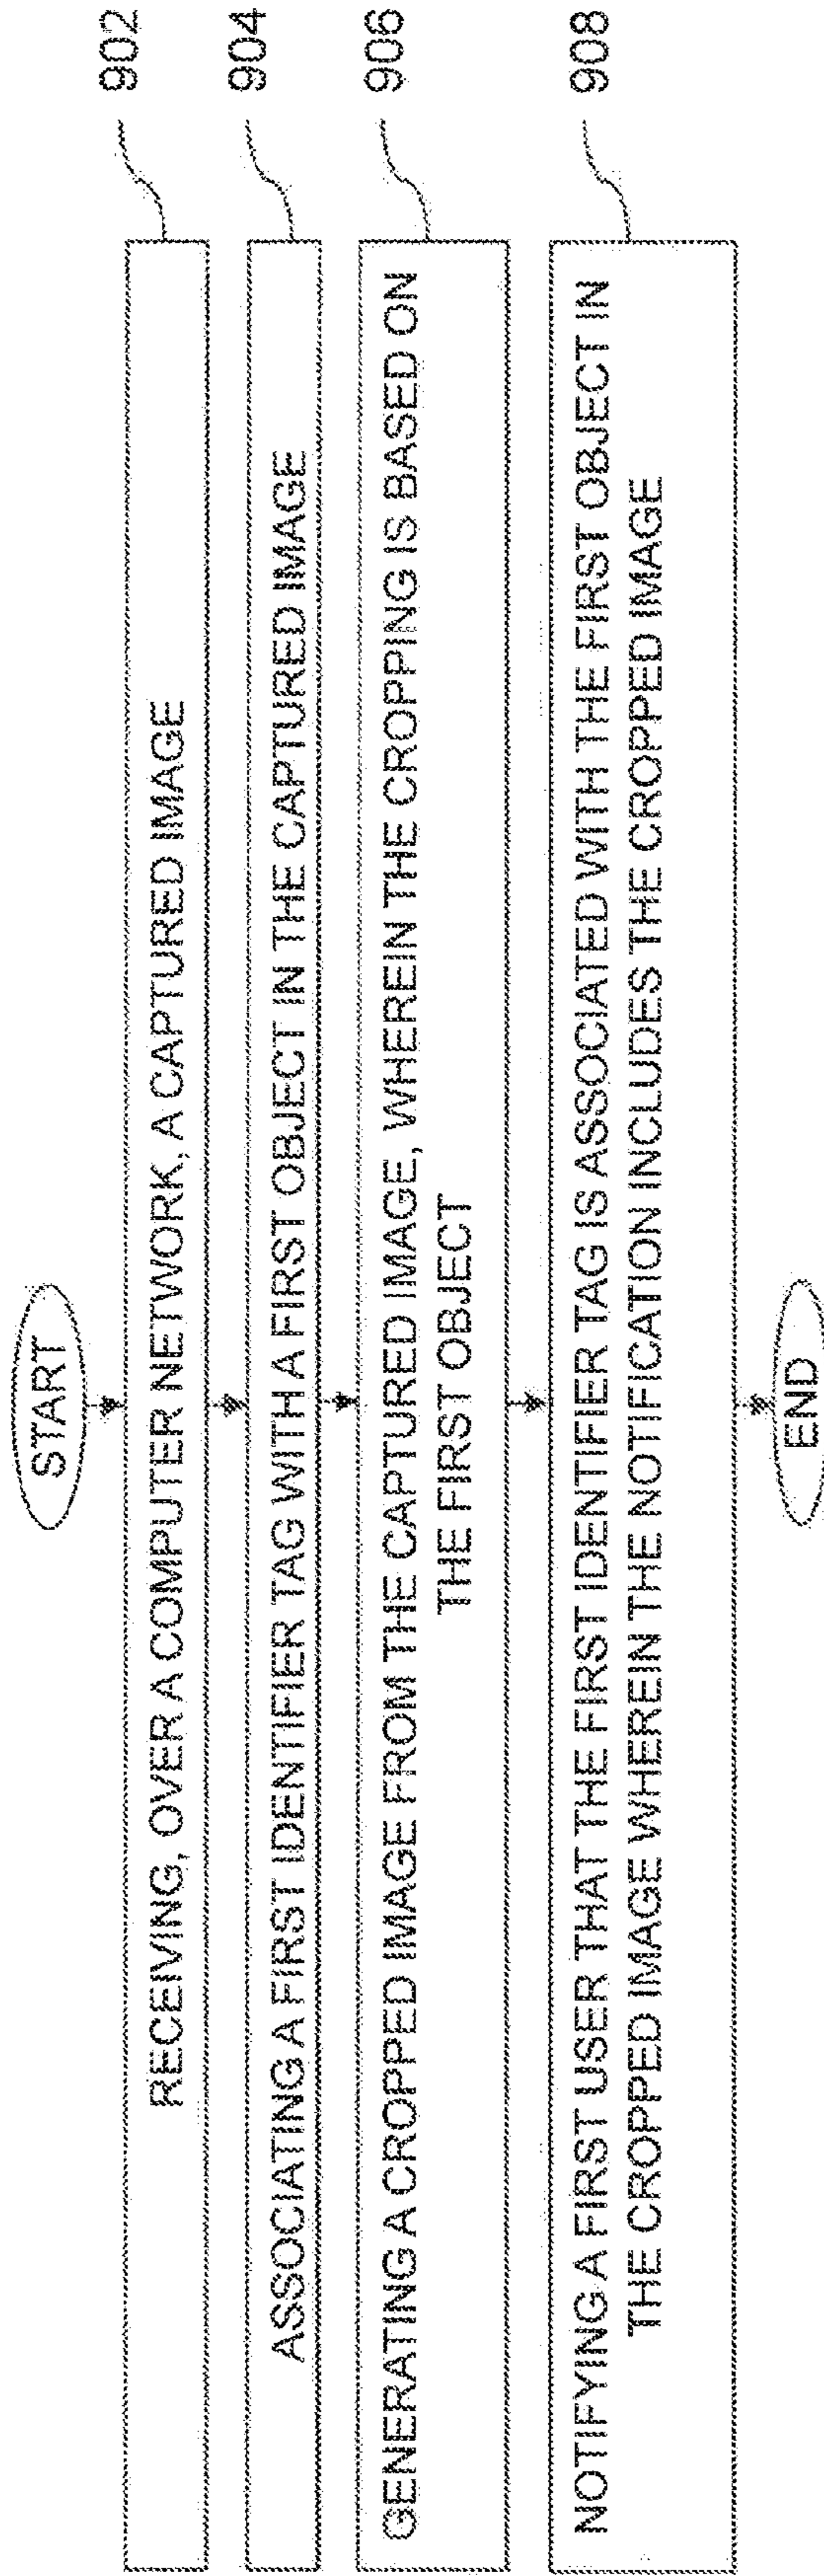 START
RECEIVING, OVER A COMPUTER NETWORK, A CAPTURED IMAGE
902
ASSOCIATING A FIRST IDENTIFIER TAG WITH A FIRST OBJECT IN THE CAPTURED IMAGE
904
GENERATING A CROPPED IMAGE FROM THE CAPTURED IMAGE, WHEREIN THE CROPPING IS BASED ON
THE FIRST OBJECT
906
NOTIFYING A FIRST USER THAT THE FIRST IDENTIFIER TAG IS ASSOCIATED WITH THE FIRST OBJECT IN
THE CROPPED IMAGE WHEREIN THE NOTIFICATION INCLUDES THE CROPPED IMAGE
908
END